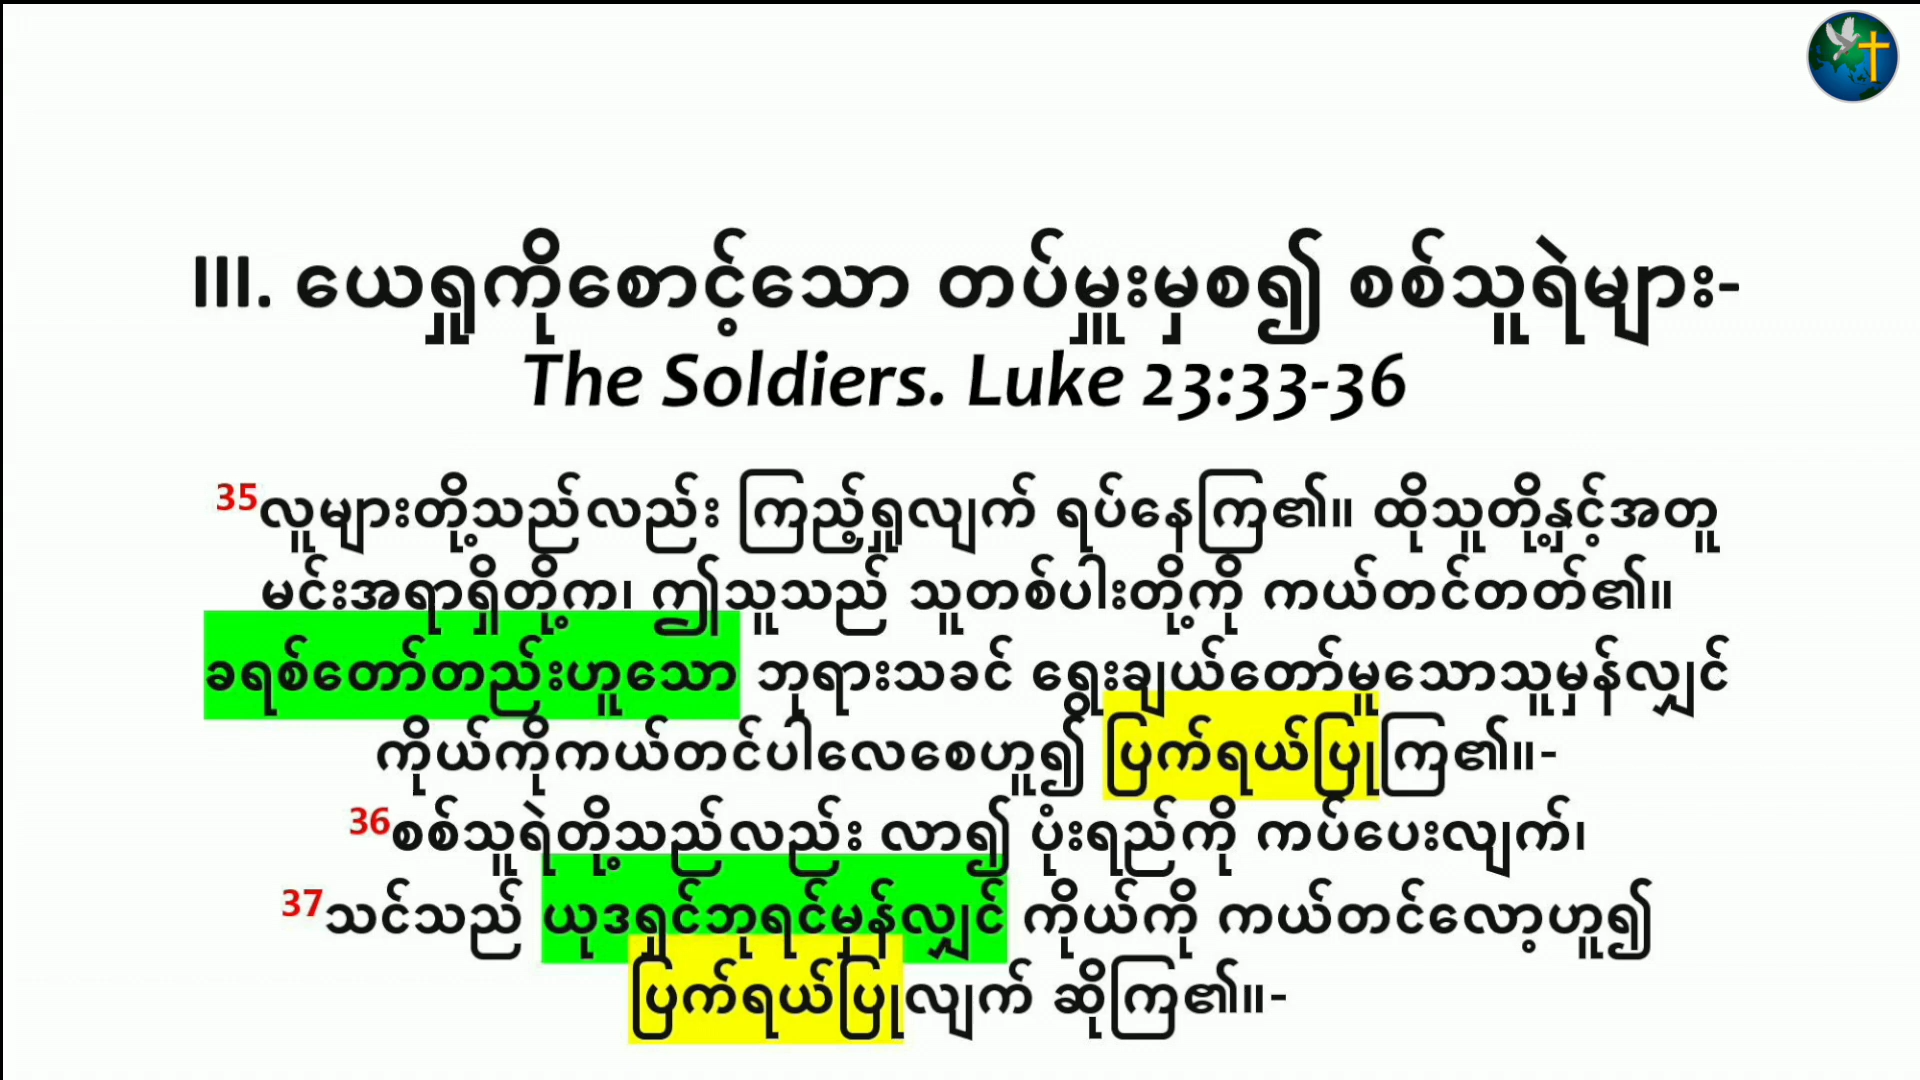 III. ယေရှုကိုစောင့်သော တပ်မှူးမှစ၍ စစ်သူရဲများ-
The Soldiers. Luke 23:33-36
35လူများတို့သည်လည်း ကြည့်ရှုလျက် ရပ်နေကြ၏။ ထိုသူတို့နှင့်အတူ
မင်းအရာရှိတို့က၊ ဤသူသည် သူတစ်ပါးတို့ကို ကယ်တင်တတ်၏။
ခရစ်တော်တည်းဟူသော ဘုရားသခင် ရွေးချယ်တော်မူသောသူမှန်လျှင်
ကိုယ်ကိုကယ်တင်ပါလေစေဟူ၍ ပြက်ရယ်ပြုကြ၏။-
36စစ်သူရဲတို့သည်လည်း လာ၍ ပုံးရည်ကို ကပ်ပေးလျက်၊
37သင်သည် ယုဒရှင်ဘုရင်မှန်လျှင် ကိုယ်ကို ကယ်တင်လော့ဟူ၍
ပြက်ရယ်ပြုလျက် ဆိုကြ၏။-